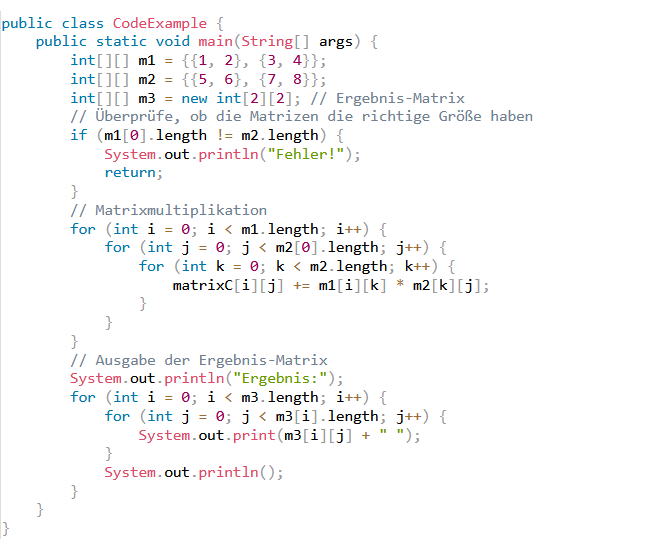 public class CodeExample {
    public static void main(String[] args) {
        int[][] m1 = {{1, 2}, {3, 4}};
        int[][] m2 = {{5, 6}, {7, 8}};
        int[][] m3 = new int[2][2]; // Ergebnis-Matrix
        // Überprüfe, ob die Matrizen die richtige Größe haben
        if (m1[0].length != m2.length) {
            System.out.println("Fehler!");
            return;
        }
        // Matrixmultiplikation
        for (int i = 0; i < m1.length; i++) {
            for (int j = 0; j < m2[0].length; j++) {
                for (int k = 0; k < m2.length; k++) {
                    matrixC[i][j] += m1[i][k] * m2[k][j];
                }
            }
        }
        // Ausgabe der Ergebnis-Matrix
        System.out.println("Ergebnis:");
        for (int i = 0; i < m3.length; i++) {
            for (int j = 0; j < m3[i].length; j++) {
                System.out.print(m3[i][j] + " ");
            }
            System.out.println();
        }
    }
}